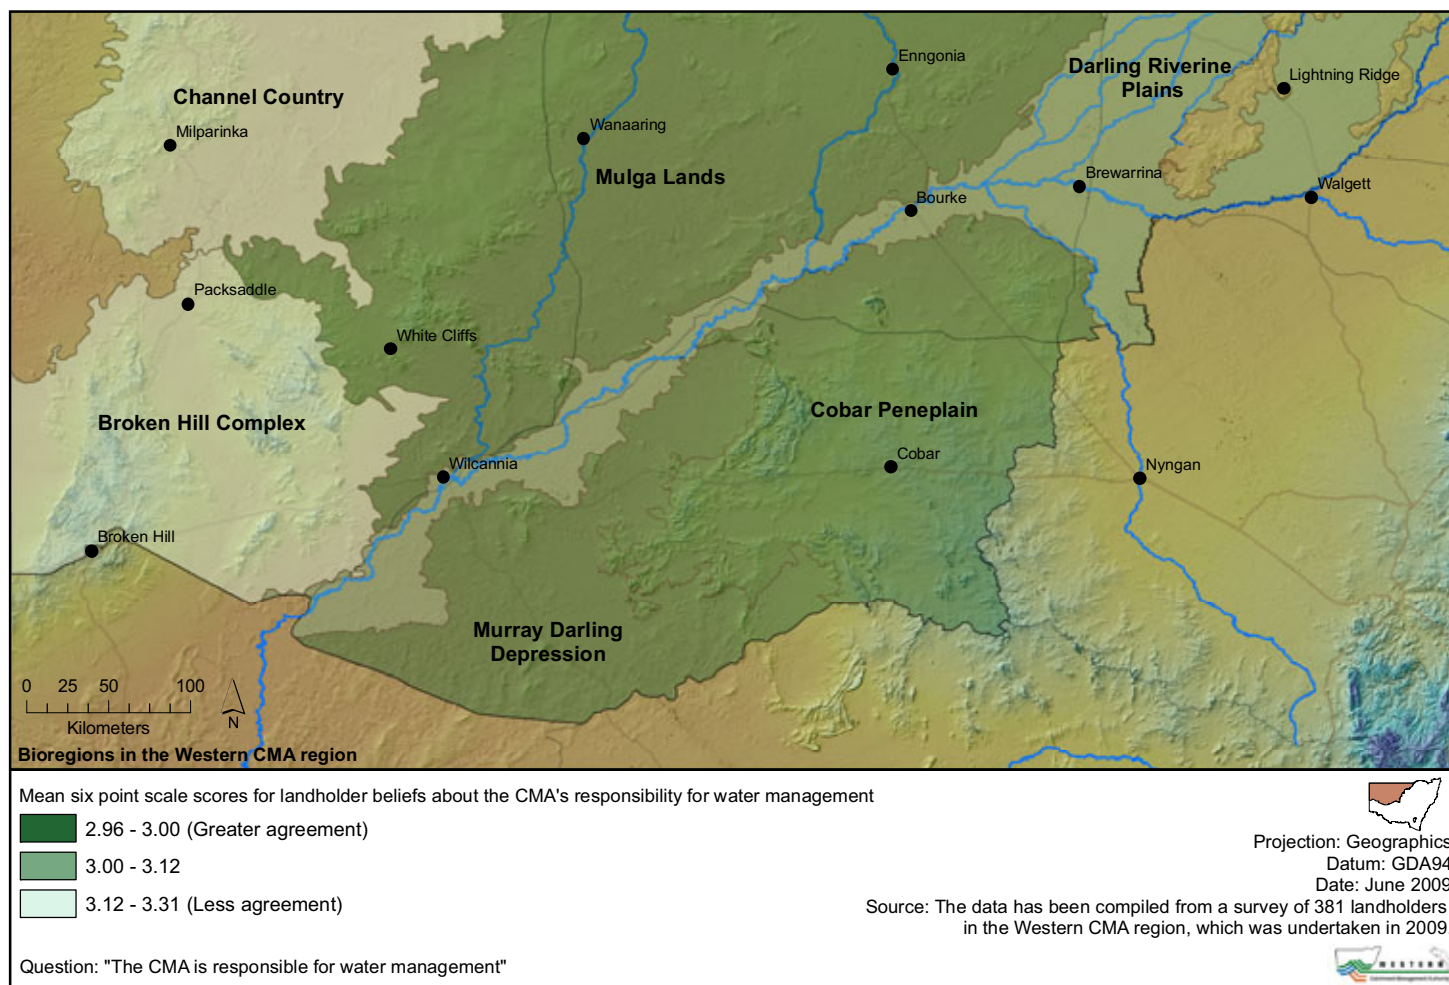 Enngonia
Darling Riverine
Plains
Lightning Ridge
Channel Country
Milparinka
Wanaaring
Mulga Lands
Brewarrina
Walgett
Bourke
Packsaddle
White Cliffs
Broken Hill Complex
Cobar Peneplain
Cobar
Wilcannia
Nyngan
Broken Hill
Murray Darling
Depression
0 25 50 100
Kilometers
N
Bioregions in the Western CMA region
Mean six point scale scores for landholder beliefs about the CMA's responsibility for water management
2.96 - 3.00 (Greater agreement)
3.00 - 3.12
3.12 - 3.31 (Less agreement)
Question: "The CMA is responsible for water management"
Projection: Geographics
Datum: GDA94
Date: June 2009
Source: The data has been compiled from a survey of 381 landholders
in the Western CMA region, which was undertaken in 2009.
WESTERN